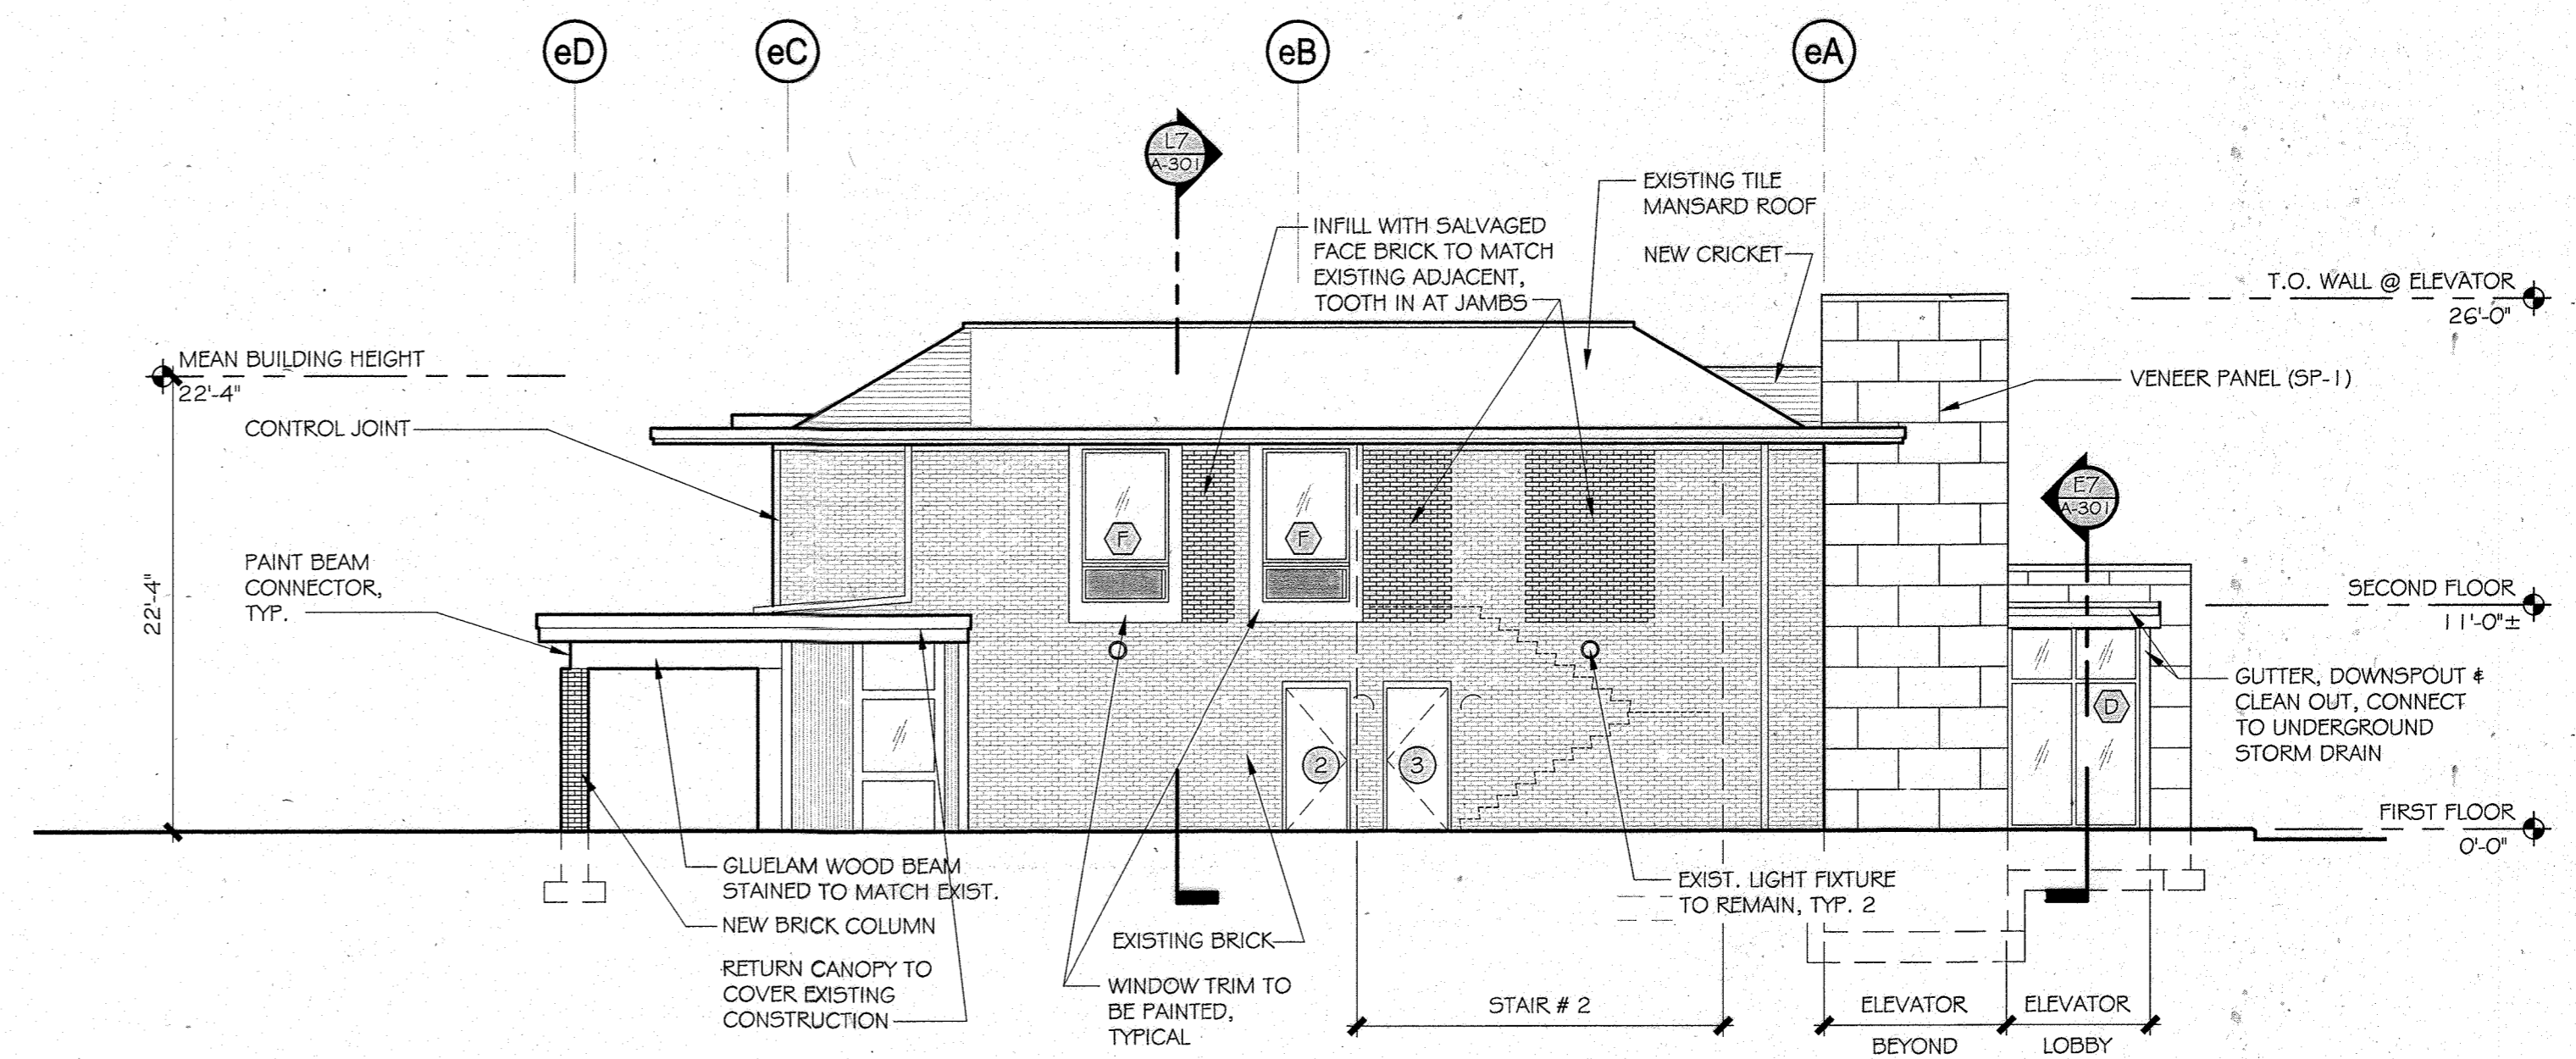 eD
eC
eB
eA
L7
A-301
EXISTING TILE
MANSARD ROOF
INFILL WITH SALVAGED
FACE BRICK TO MATCH
EXISTING ADJACENT,
TOOTH IN AT JAMBS
NEW CRICKET
T.O. WALL @ ELEVATOR
26'-0"
MEAN BUILDING HEIGHT
22'-4"
VENEER PANEL (SP-1)
CONTROL JOINT
E7
A-301
F
F
PAINT BEAM
CONNECTOR,
TYP.
22'-4"
SECOND FLOOR
11'-0"±
GUTTER, DOWNSPOUT &
CLEAN OUT, CONNECT
TO UNDERGROUND
STORM DRAIN
D
2
3
FIRST FLOOR
0'-0"
GLUELAM WOOD BEAM
STAINED TO MATCH EXIST.
NEW BRICK COLUMN
EXIST. LIGHT FIXTURE
TO REMAIN, TYP. 2
EXISTING BRICK
RETURN CANOPY TO
COVER EXISTING
CONSTRUCTION
WINDOW TRIM TO
BE PAINTED,
TYPICAL
STAIR # 2
ELEVATOR
BEYOND
ELEVATOR
LOBBY